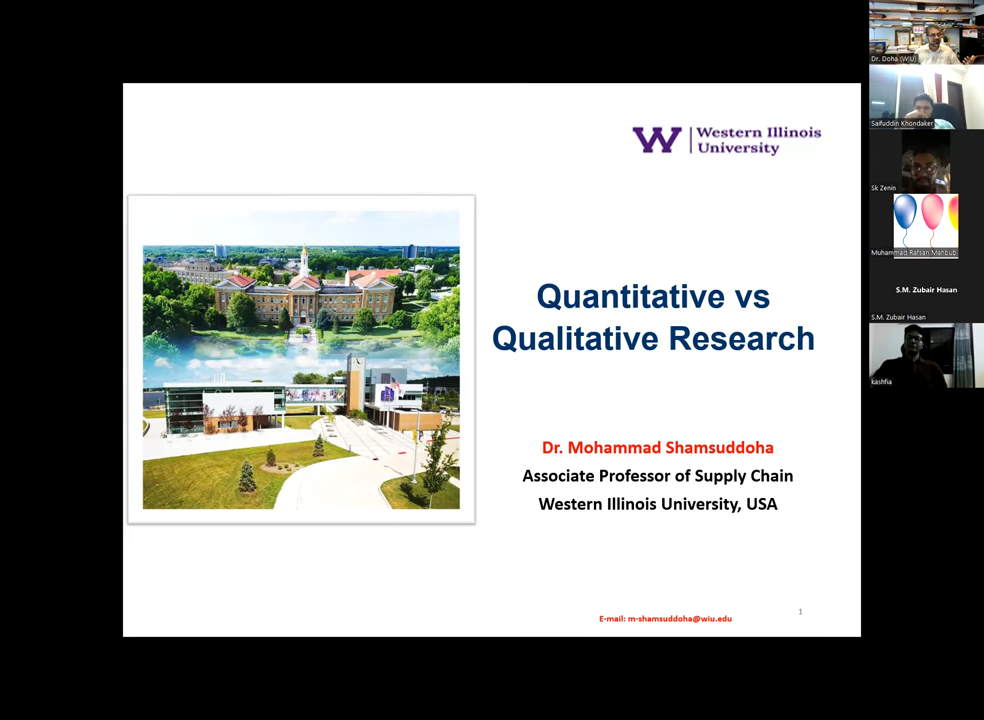 Western Illinois
University
Quantitative vs
Qualitative Research
Dr. Mohammad Shamsuddoha
Associate Professor of Supply Chain
Western Illinois University, USA
1
E-mail: m-shamsuddoha@wiu.edu
Dr. Doha (WIU)
Saifuddin Khondaker
Sk Zenin
Muhammad Rafsan Mahbub
S.M. Zubair Hasan
S.M. Zubair Hasan
kashfia